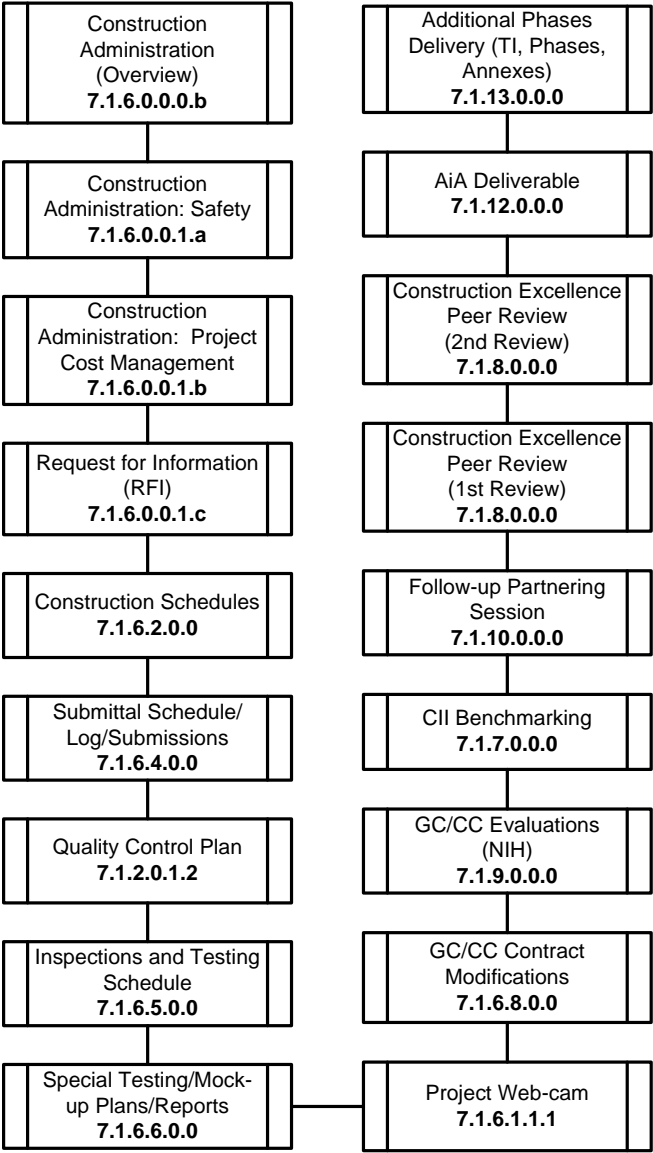 Construction
Administration
(Overview)
7.1.6.0.0.0.b
Construction
Administration: Safety
7.1.6.0.0.1.a
Construction
Administration:  Project
Cost Management
7.1.6.0.0.1.b
Request for Information
(RFI)
7.1.6.0.0.1.c
Construction Schedules
7.1.6.2.0.0
Submittal Schedule/
Log/Submissions
7.1.6.4.0.0
Quality Control Plan
7.1.2.0.1.2
Inspections and Testing
Schedule
7.1.6.5.0.0
Special Testing/Mock-
up Plans/Reports
7.1.6.6.0.0
Additional Phases
Delivery (TI, Phases,
Annexes)
7.1.13.0.0.0
AiA Deliverable
7.1.12.0.0.0
Construction Excellence
Peer Review
(2nd Review)
7.1.8.0.0.0
Construction Excellence
Peer Review
(1st Review)
7.1.8.0.0.0
Follow-up Partnering
Session
7.1.10.0.0.0
CII Benchmarking
7.1.7.0.0.0
GC/CC Evaluations
(NIH)
7.1.9.0.0.0
GC/CC Contract
Modifications
7.1.6.8.0.0
Project Web-cam
7.1.6.1.1.1